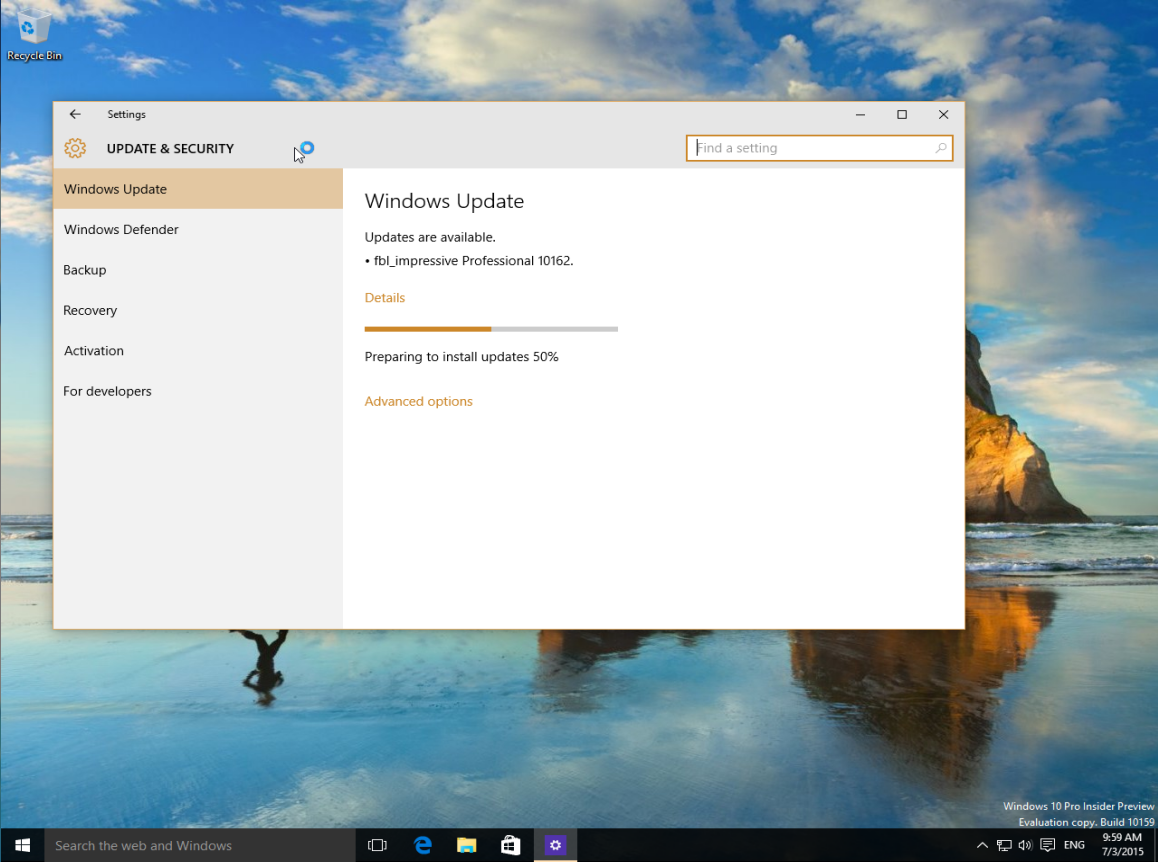 Recycle Bin
Settings
UPDATE & SECURITY
Find a setting
Windows Update
Windows Defender
Backup
Recovery
Activation
For developers
Windows Update
Updates are available.
• fbl_impressive Professional 10162.
Details
Preparing to install updates 50%
Advanced options
Windows 10 Pro Insider Preview
Evaluation copy. Build 10159
Search the web and Windows
ENG
9:59 AM
7/3/2015